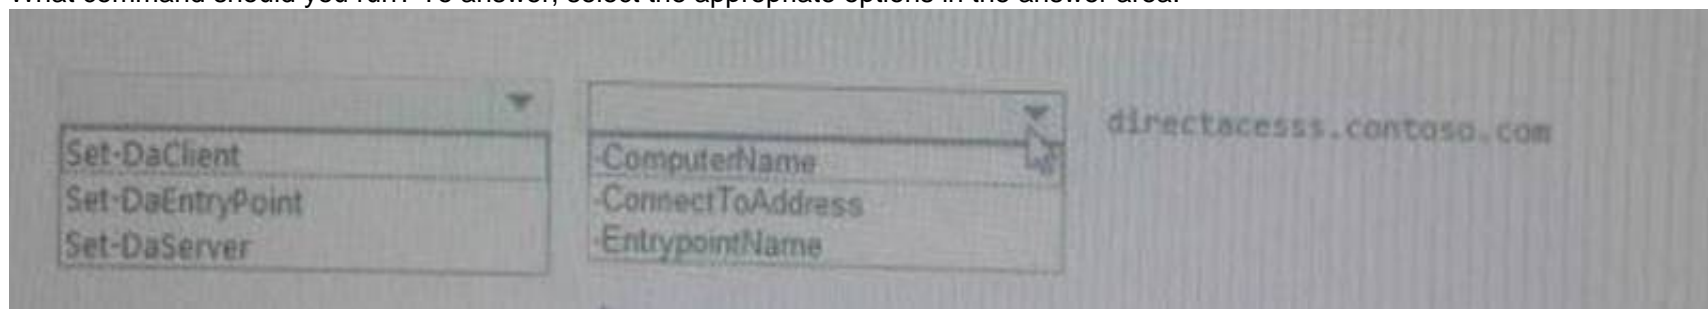 What command should you run? To answer, select the appropriate options in the answer area.
directacesss.contoso.com
Set-DaClient
Set-DaEntryPoint
Set-DaServer
-ComputerName
-ConnectToAddress
-EntrypointName